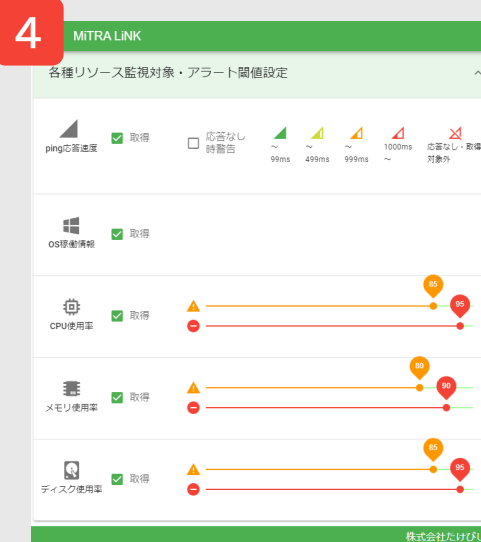 4
MiTRA LiNK
各種リソース監視対象・アラート閾値設定
ping応答速度
取得
応答なし
時警告
～
99ms
～
499ms
～
999ms
1000ms
～
応答なし・取得
対象外
OS稼働情報
取得
CPU使用率
取得
85
95
メモリ使用率
取得
80
90
ディスク使用率
取得
85
95
株式会社たけびし